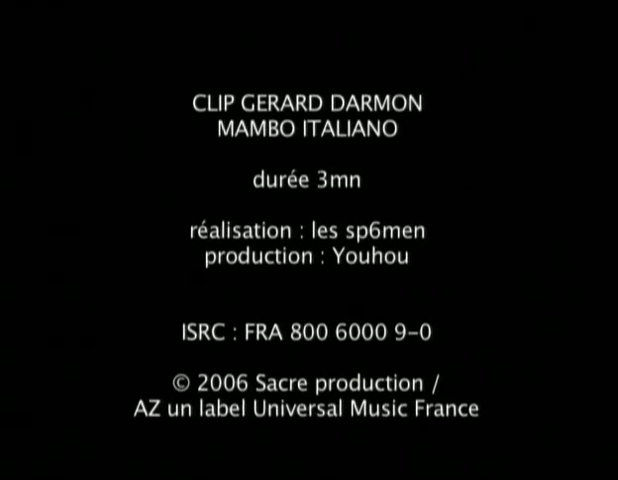 CLIP GERARD DARMON
MAMBO ITALIANO
durée 3mn
réalisation : les sp6men
production : Youhou
ISRC : FRA 800 6000 9-0
© 2006 Sacre production /
AZ un label Universal Music France